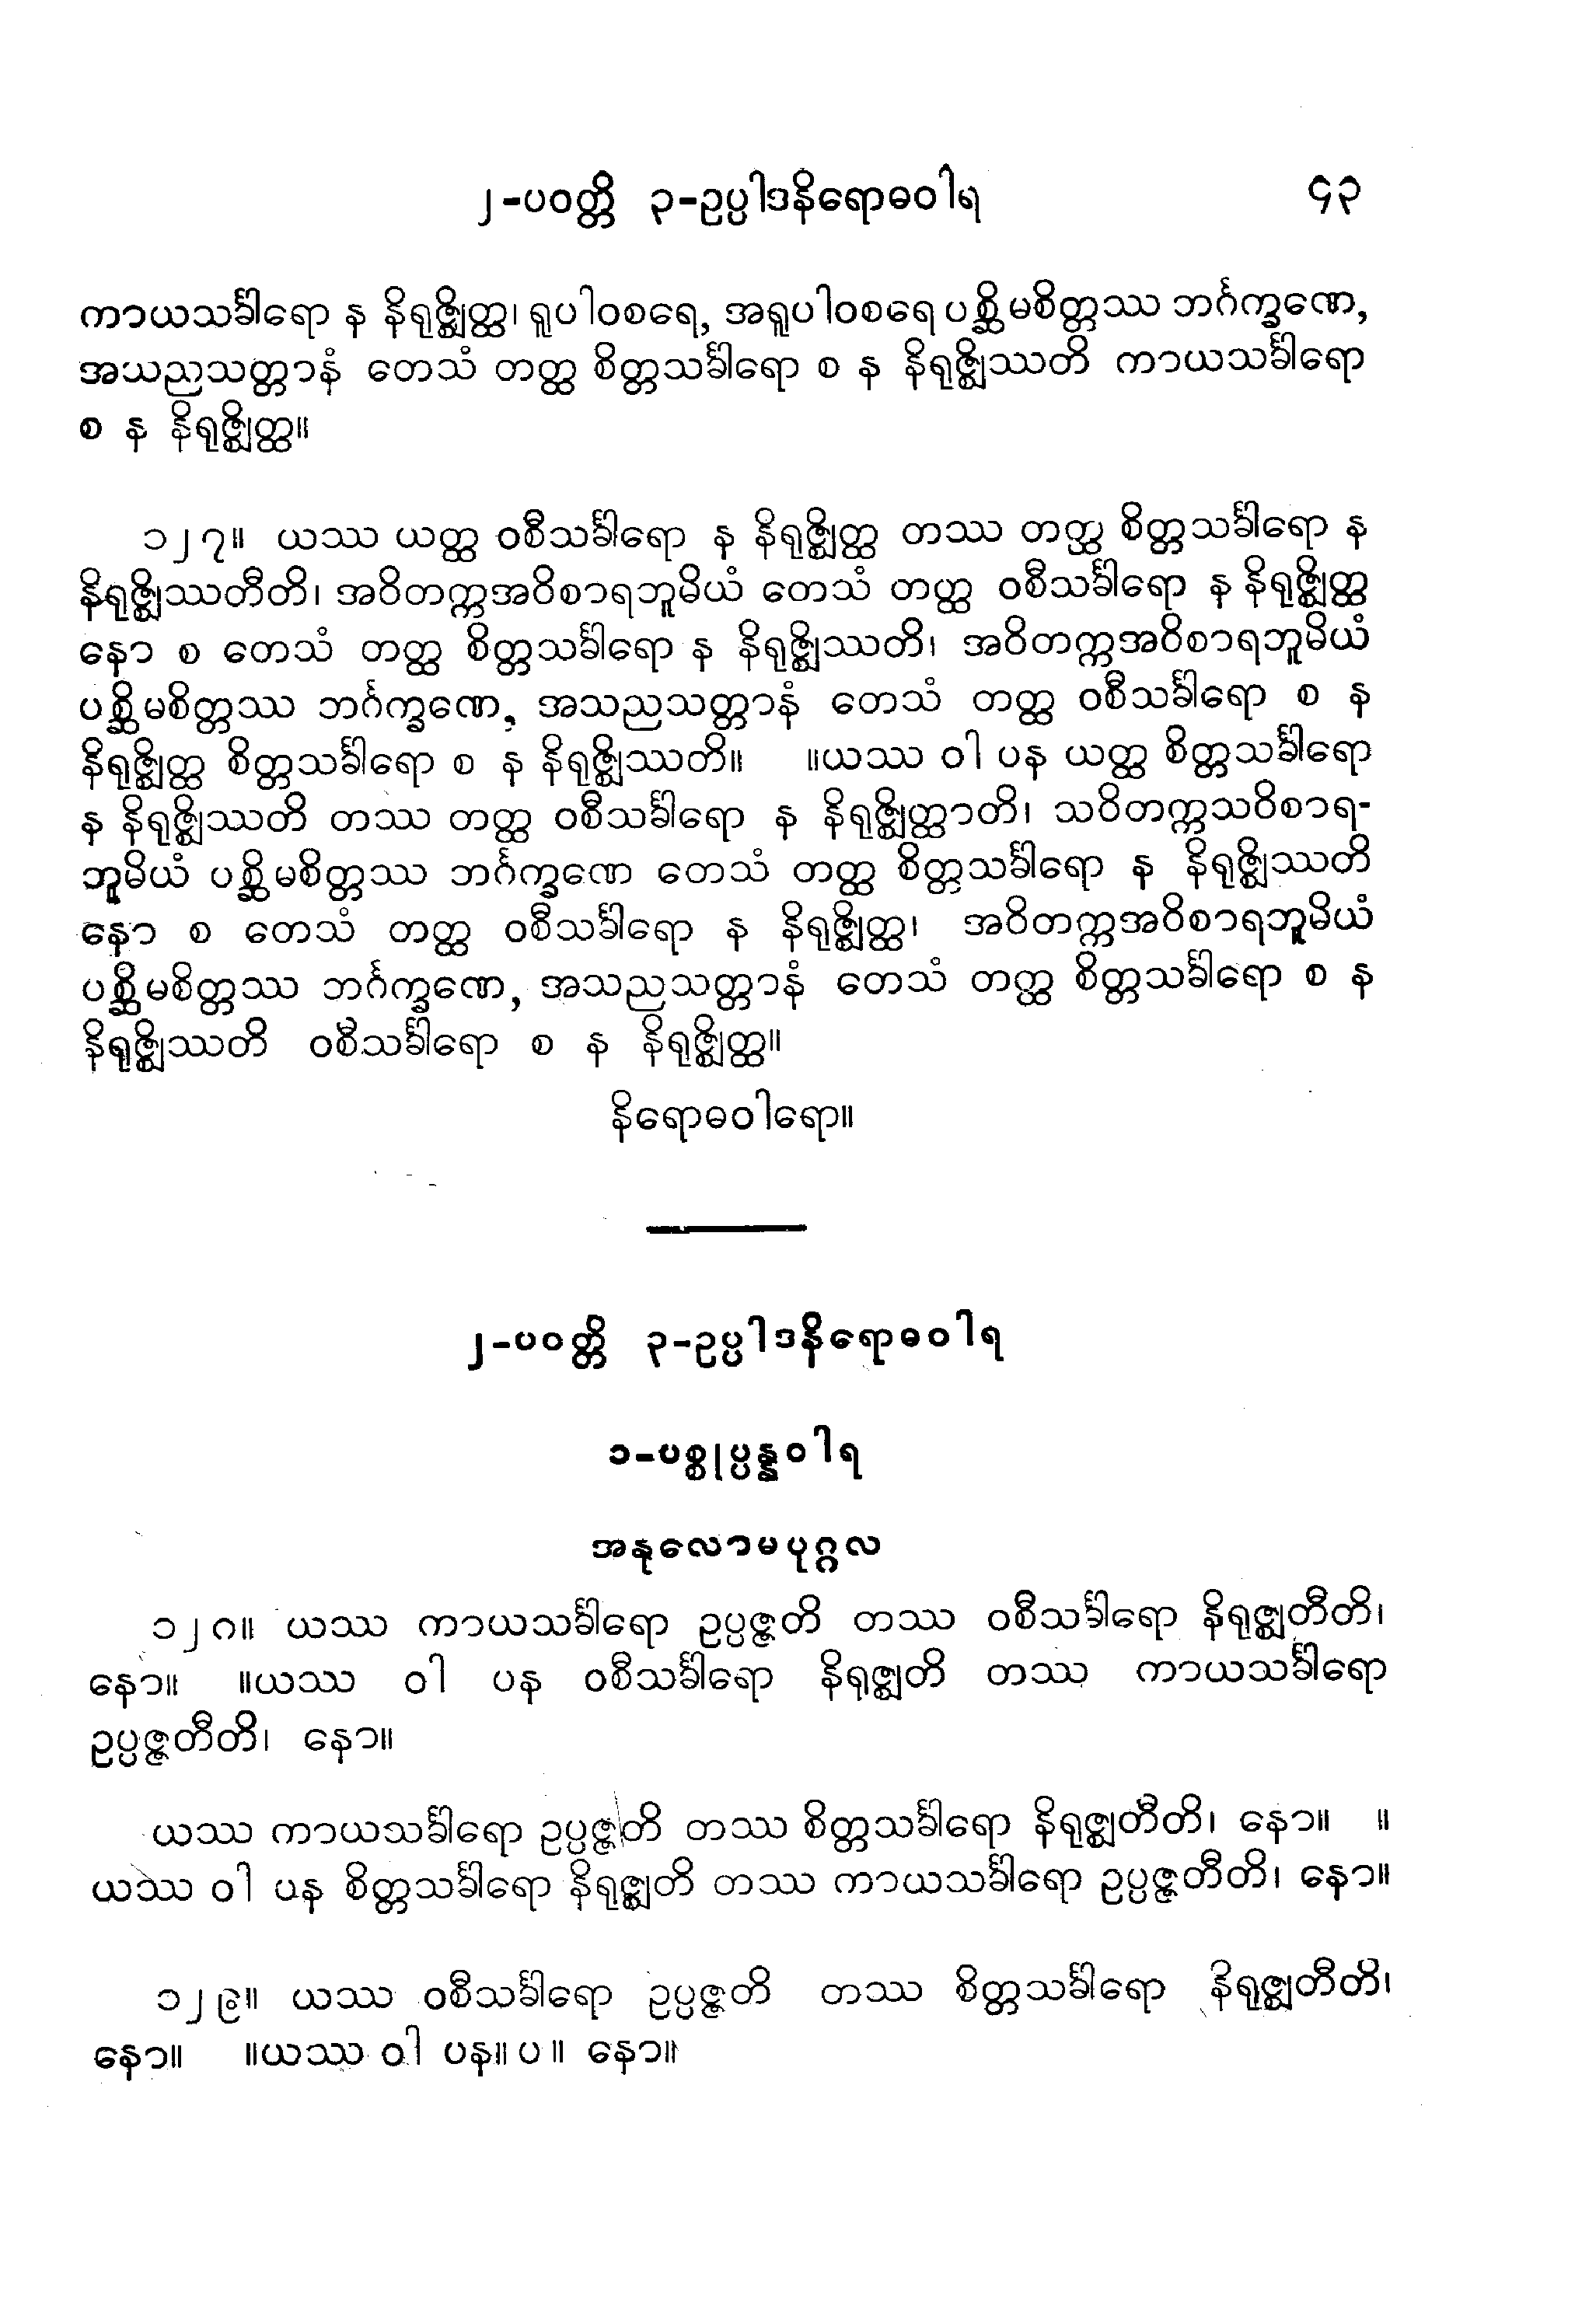 ၂-ပဝတ္တိ ၃-ဥပ္ပါဒနိရောဓဝါရ ၄၃
ကာယသင်္ခါရော န နိရုဇ္ဈိတ္ထ၊ ရူပါဝစရေ, အရူပါဝစရေ ပစ္ဆိမစိတ္တဿ ဘင်္ဂက္ခဏေ,
အသညသတ္တာနံ တေသံ တတ္ထ စိတ္တသင်္ခါရော စ န နိရုဇ္ဈိဿတိ ကာယသင်္ခါရော
စ န နိရုဇ္ဈိတ္ထ။
၁၂၇။ ယဿ ယတ္ထ ဝစီသင်္ခါရော န နိရုဇ္ဈိတ္ထ တဿ တတ္ထ စိတ္တသင်္ခါရော န
နိရုဇ္ဈိဿတီတိ၊ အဝိတက္ကအဝိစာရဘူမိယံ တေသံ တတ္ထ ဝစီသင်္ခါရော န နိရုဇ္ဈိတ္ထ
နော စ တေသံ တတ္ထ စိတ္တသင်္ခါရော န နိရုဇ္ဈိဿတိ၊ အဝိတက္ကအဝိစာရဘူမိယံ
ပစ္ဆိမစိတ္တဿ ဘင်္ဂက္ခဏေ, အသညသတ္တာနံ တေသံ တတ္ထ ဝစီသင်္ခါရော စ န
နိရုဇ္ဈိတ္ထ စိတ္တသင်္ခါရော စ န နိရုဇ္ဈိဿတိ။ ။ယဿ ဝါ ပန ယတ္ထ စိတ္တသင်္ခါရော
န နိရုဇ္ဈိဿတိ တဿ တတ္ထ ဝစီသင်္ခါရော န နိရုဇ္ဈိတ္ထာတိ၊ သဝိတက္ကသဝိစာရ-
ဘူမိယံ ပစ္ဆိမစိတ္တဿ ဘင်္ဂက္ခဏေ တေသံ တတ္ထ စိတ္တသင်္ခါရော န နိရုဇ္ဈိဿတိ
နော စ တေသံ တတ္ထ ဝစီသင်္ခါရော န နိရုဇ္ဈိတ္ထ၊ အဝိတက္ကအဝိစာရဘူမိယံ
ပစ္ဆိမစိတ္တဿ ဘင်္ဂက္ခဏေ, အသညသတ္တာနံ တေသံ တတ္ထ စိတ္တသင်္ခါရော စ န
နိရုဇ္ဈိဿတိ ဝစီသင်္ခါရော စ န နိရုဇ္ဈိတ္ထ။
နိရောဓဝါရော။
၂-ပဝတ္တိ ၃-ဥပ္ပါဒနိရောဓဝါရ
၁-ပစ္စုပ္ပန္နဝါရ
အနုလောမပုဂ္ဂလ
၁၂၈။ ယဿ ကာယသင်္ခါရော ဥပ္ပဇ္ဇတိ တဿ ဝစီသင်္ခါရော နိရုဇ္ဈတီတိ၊
နော။ ။ယဿ ဝါ ပန ဝစီသင်္ခါရော နိရုဇ္ဈတိ တဿ ကာယသင်္ခါရော
ဥပ္ပဇ္ဇတီတိ၊ နော။
ယဿ ကာယသင်္ခါရော ဥပ္ပဇ္ဇတိ တဿ စိတ္တသင်္ခါရော နိရုဇ္ဈတီတိ၊ နော။ ။
ယဿ ဝါ ပန စိတ္တသင်္ခါရော နိရုဇ္ဈတိ တဿ ကာယသင်္ခါရော ဥပ္ပဇ္ဇတီတိ၊ နော။
၁၂၉။ ယဿ ဝစီသင်္ခါရော ဥပ္ပဇ္ဇတိ တဿ စိတ္တသင်္ခါရော နိရုဇ္ဈတီတိ၊
နော။ ။ယဿ ဝါ ပန။ ပ ။ နော။